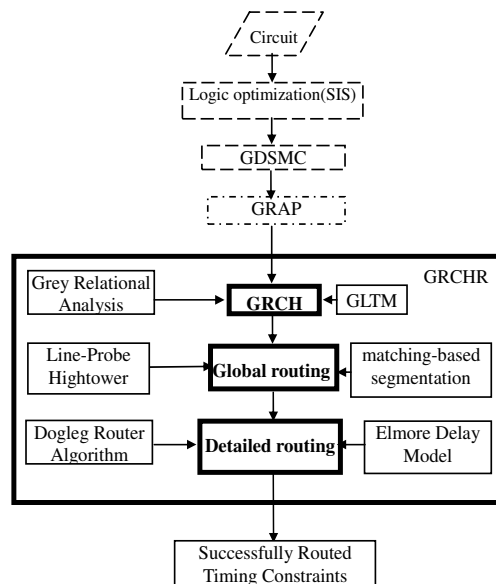 Circuit
Logic optimization(SIS)
GDSMC
GRAP
GRCHR
Grey Relational
Analysis
GRCH
GLTM
Line-Probe
Hightower
Global routing
matching-based
segmentation
Dogleg Router
Algorithm
Detailed routing
Elmore Delay
Model
Successfully Routed
Timing Constraints